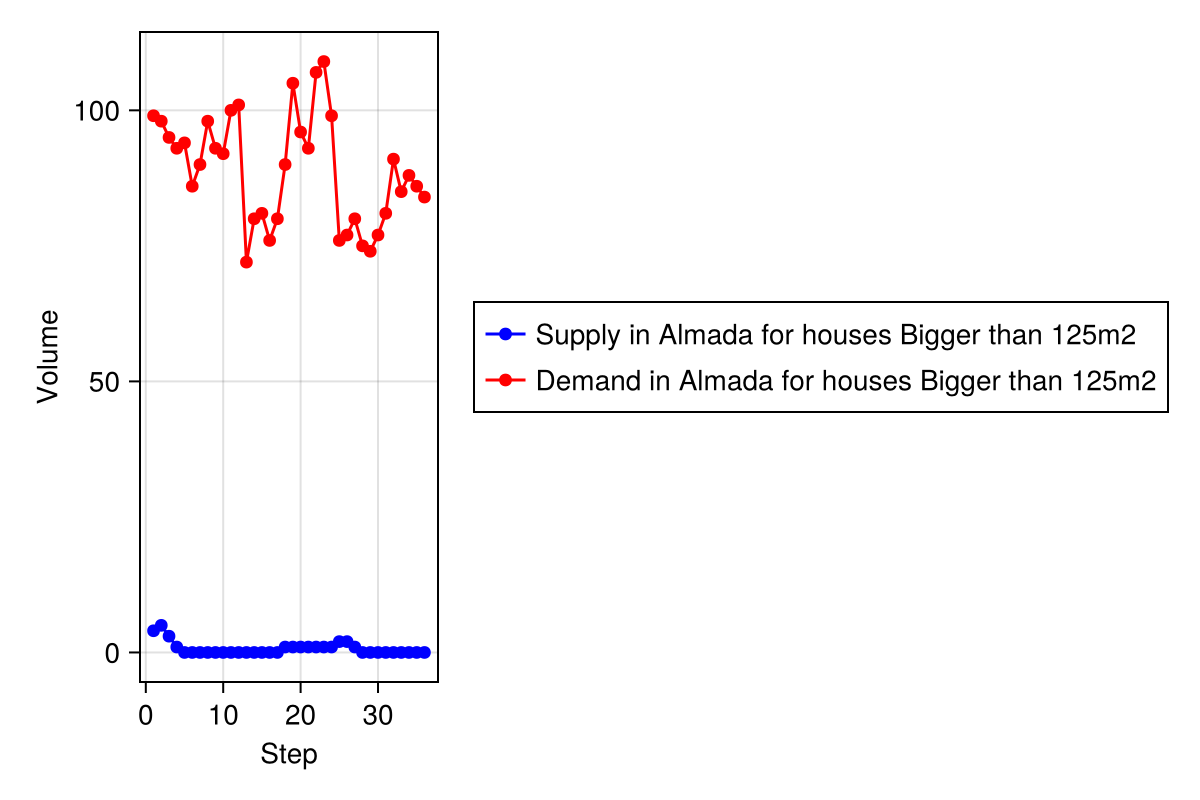 100
50
0
Volume
0 10 20 30
Step
Supply in Almada for houses Bigger than 125m2
Demand in Almada for houses Bigger than 125m2